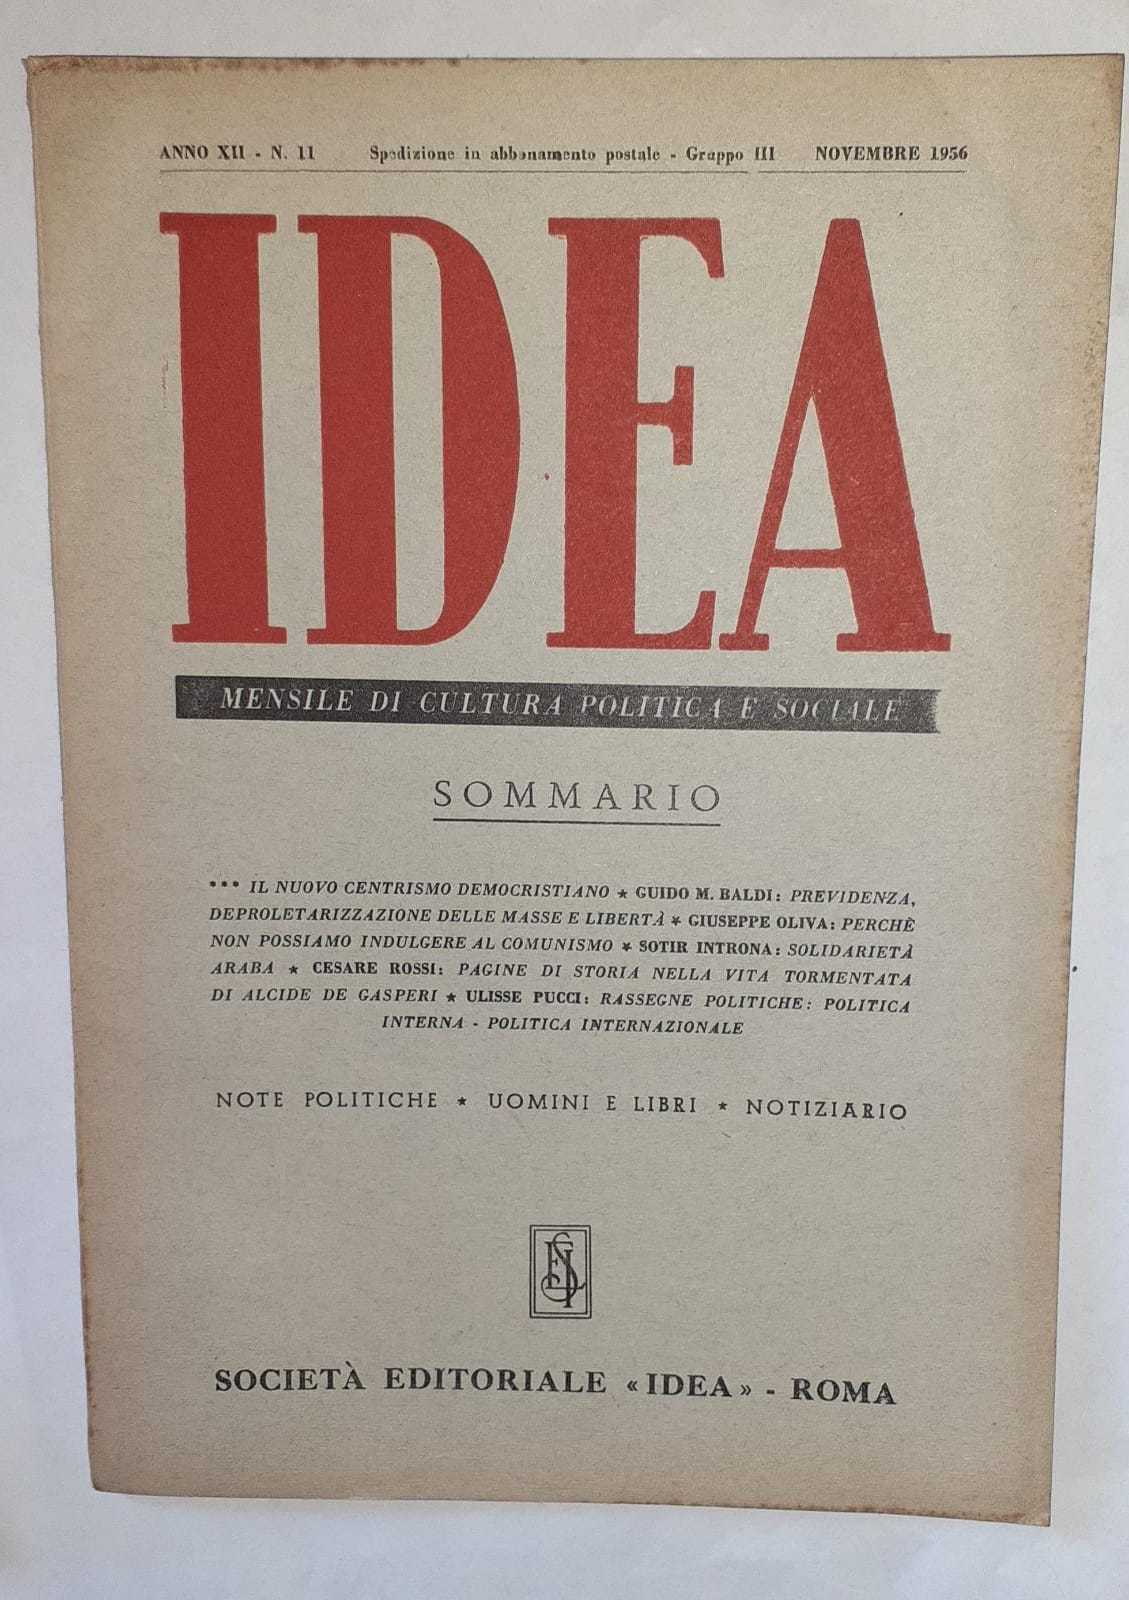 ANNO XII - N. 11 Spedizione in abbonamento postale - Gruppo III NOVEMBRE 1956
IDEA
MENSILE DI CULTURA POLITICA E SOCIALE
SOMMARIO
*** IL NUOVO CENTRISMO DEMOCRISTIANO ★ GUIDO M. BALDI: PREVIDENZA,
DEPROLETARIZZAZIONE DELLE MASSE E LIBERTÀ ★ GIUSEPPE OLIVA: PERCHÈ
NON POSSIAMO INDULGERE AL COMUNISMO ★ SOTIR INTRONA: SOLIDARIETÀ
ARABA ★ CESARE ROSSI: PAGINE DI STORIA NELLA VITA TORMENTATA
DI ALCIDE DE GASPERI ★ ULISSE PUCCI: RASSEGNE POLITICHE: POLITICA
INTERNA - POLITICA INTERNAZIONALE
NOTE POLITICHE ★ UOMINI E LIBRI ★ NOTIZIARIO
SOCIETÀ EDITORIALE «IDEA» - ROMA